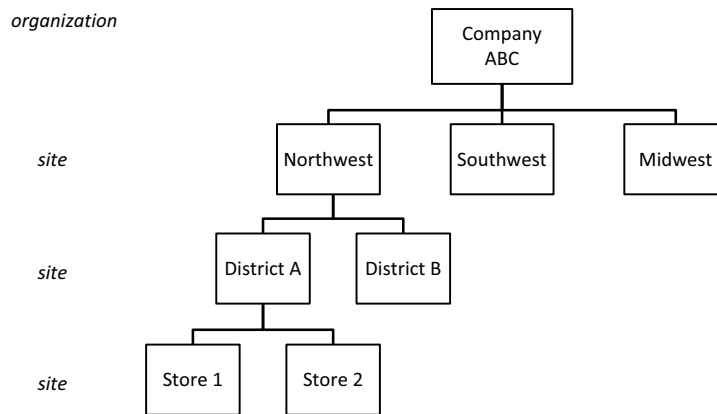 organization
Company
ABC
site
Northwest
Southwest
Midwest
site
District A
District B
site
Store 1
Store 2